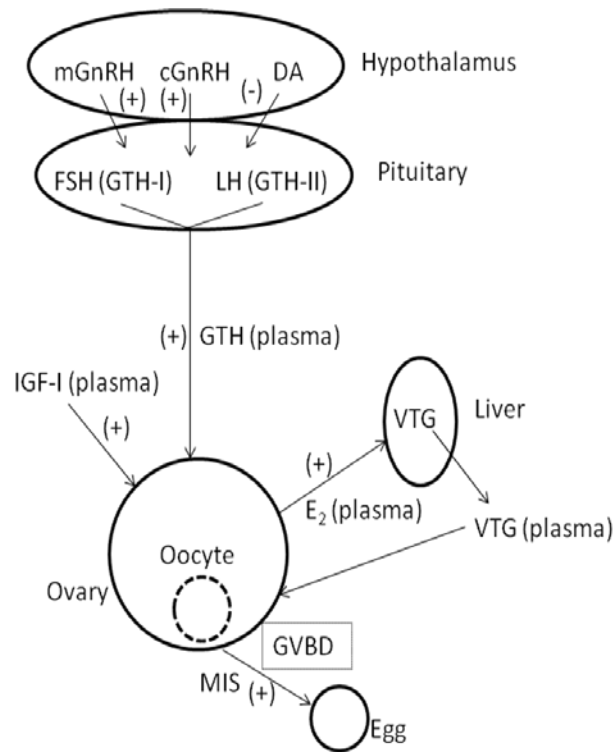 Hypothalamus
mGnRH cGnRH DA
(+) (+) (-)
Pituitary
FSH (GTH-I) LH (GTH-II)
(+) GTH (plasma)
IGF-I (plasma)
(+)
VTG
Liver
(+)
E₂ (plasma)
VTG (plasma)
Oocyte
Ovary
GVBD
MIS (+)
Egg